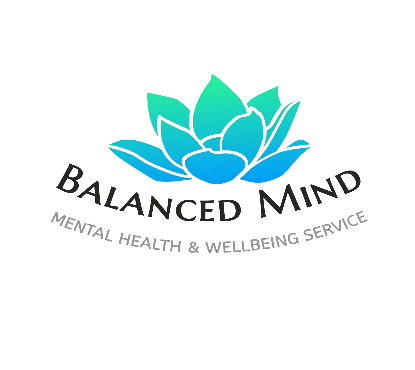 Balanced Mind
MENTAL HEALTH & WELLBEING SERVICE